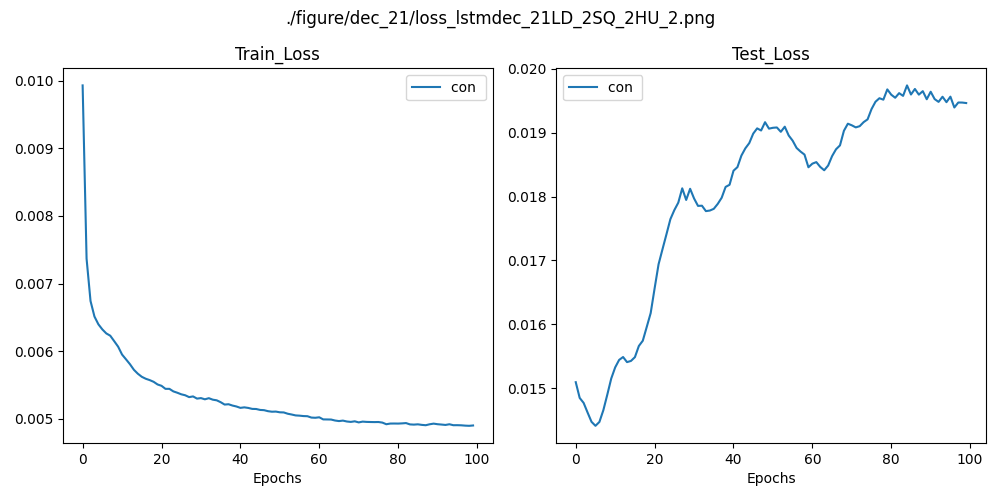 ./figure/dec_21/loss_lstmdec_21LD_2SQ_2HU_2.png
Train_Loss
con
0.010
0.009
0.008
0.007
0.006
0.005
0 20 40 60 80 100
Epochs
Test_Loss
con
0.020
0.019
0.018
0.017
0.016
0.015
0 20 40 60 80 100
Epochs